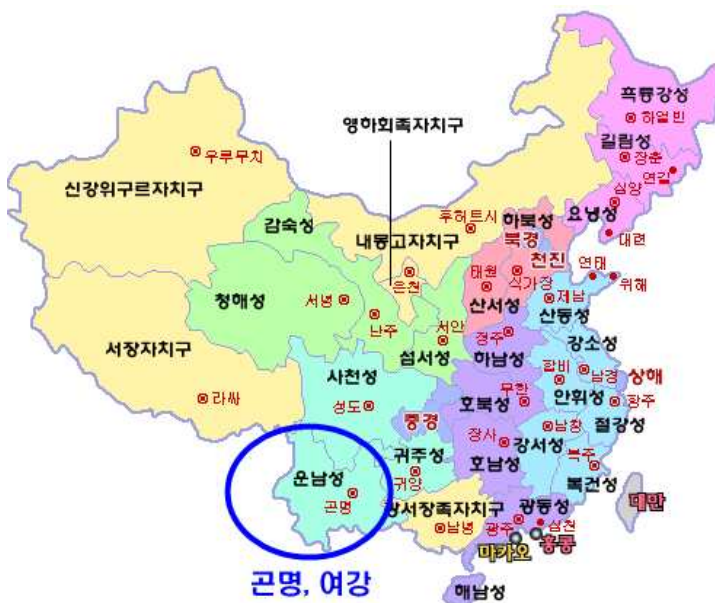 흑룡강성
하얼빈
영하회족자치구
길림성
장춘
연길
우루무치
심양
신강위구르자치구
요녕성
후허트시
하북성
감숙성
내몽고자치구
북경
대련
천진
연태
태원
은천
석가장
위해
청해성
서녕
산서성
제남
난주
산동성
서장자치구
서안
정주
강소성
섬서성
하남성
사천성
합비
남경
상해
라싸
성도
호북성
무한
안휘성
항주
중경
절강성
남창
장사
강서성
귀주성
호남성
복주
운남성
귀양
복건성
곤명
광서장족자치구
광동성
대만
남녕
광주
심천
마카오
홍콩
곤명, 여강
해남성